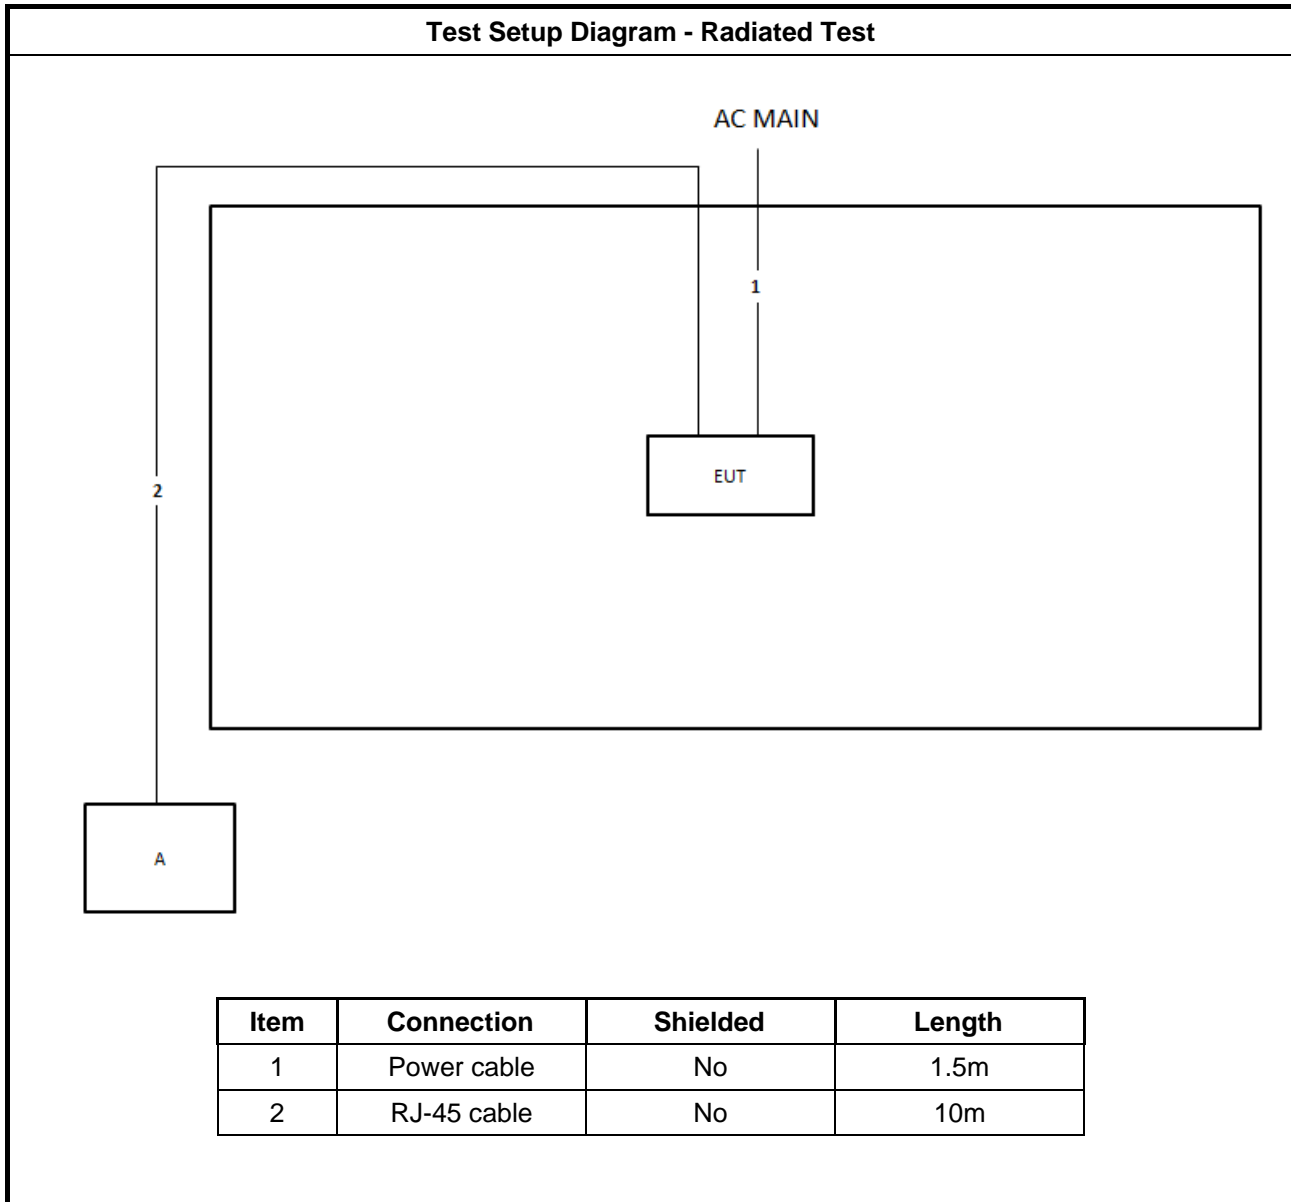 Test Setup Diagram - Radiated Test
AC MAIN
1
EUT
2
A
Item Connection Shielded Length
1 Power cable No 1.5m
2 RJ-45 cable No 10m